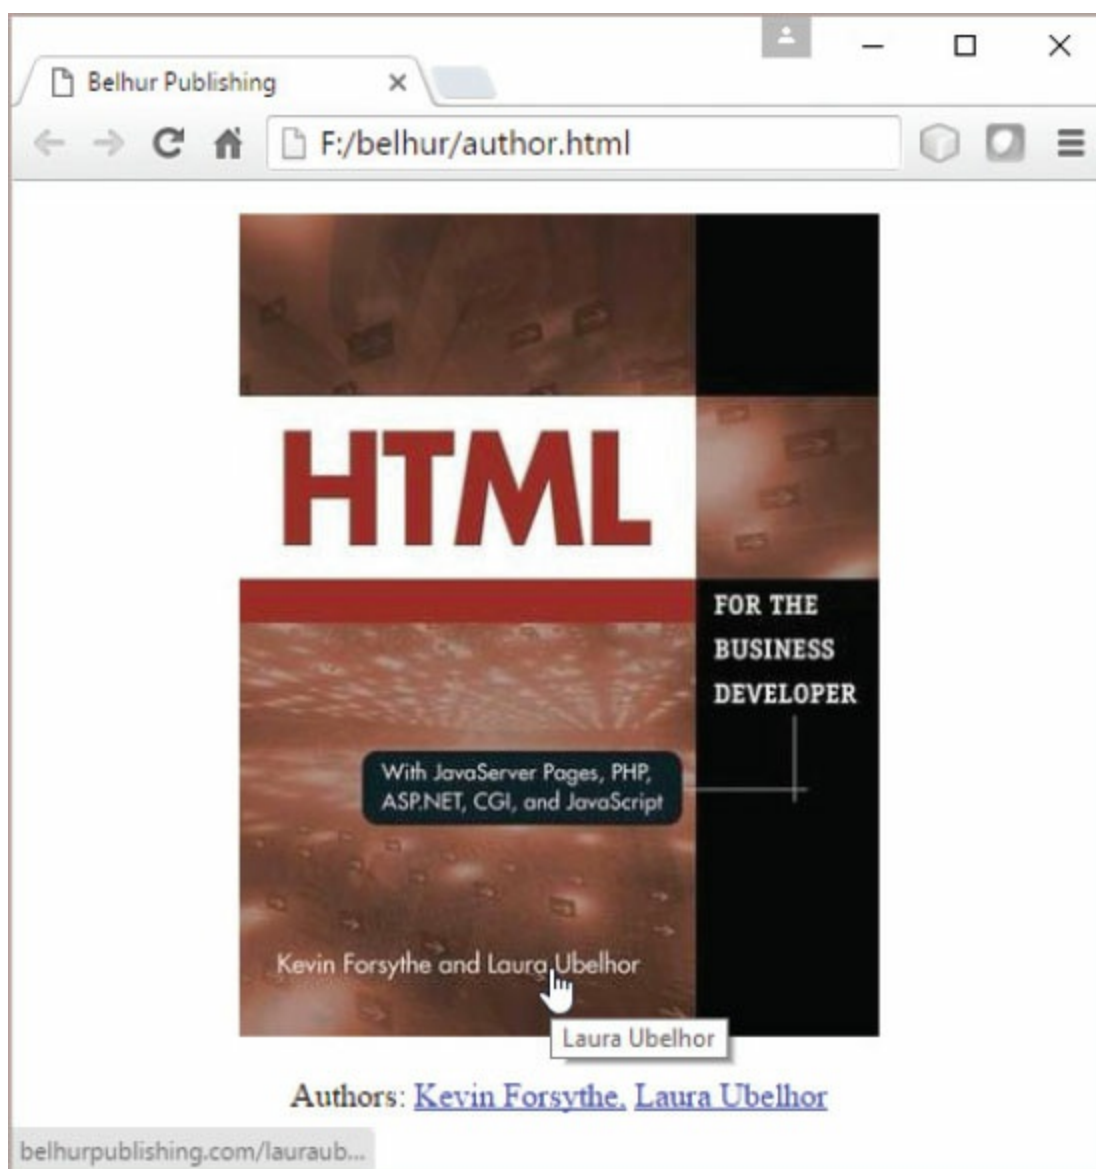 Belhur Publishing
F:/belhur/author.html
HTML
FOR THE
BUSINESS
DEVELOPER
With JavaServer Pages, PHP,
ASP.NET, CGI, and JavaScript
Kevin Forsythe and Laura Ubelhor
Laura Ubelhor
Authors: Kevin Forsythe, Laura Ubelhor
belhurpublishing.com/lauraub...